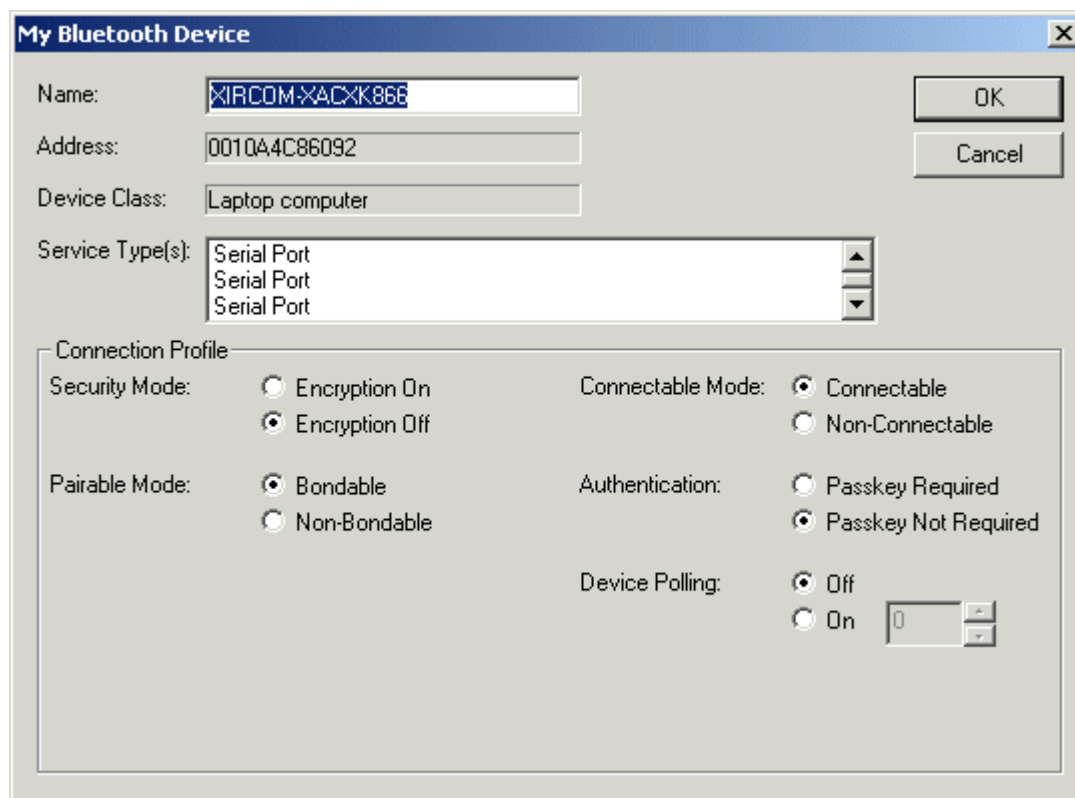 My Bluetooth Device
Name: XIRCOM-XACXK866 OK
Address: 0010A4C86092 Cancel
Device Class: Laptop computer
Service Type(s): Serial Port
Serial Port
Serial Port
Connection Profile
Security Mode: Encryption On Connectable Mode: Connectable
Encryption Off Non-Connectable
Pairable Mode: Bondable Authentication: Passkey Required
Non-Bondable Passkey Not Required
Device Polling: Off
On 0